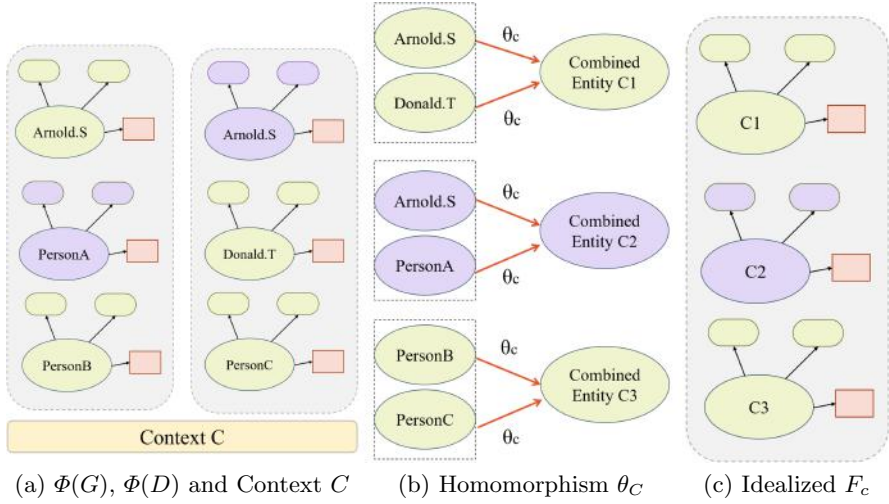 Arnold.S
PersonA
PersonB
Arnold.S
Donald.T
PersonC
Context C
(a) Φ(G), Φ(D) and Context C
Arnold.S
Donald.T
θc
θc
Combined
Entity C1
Arnold.S
PersonA
θc
θc
Combined
Entity C2
PersonB
PersonC
θc
θc
Combined
Entity C3
(b) Homomorphism θC
C1
C2
C3
(c) Idealized Fc